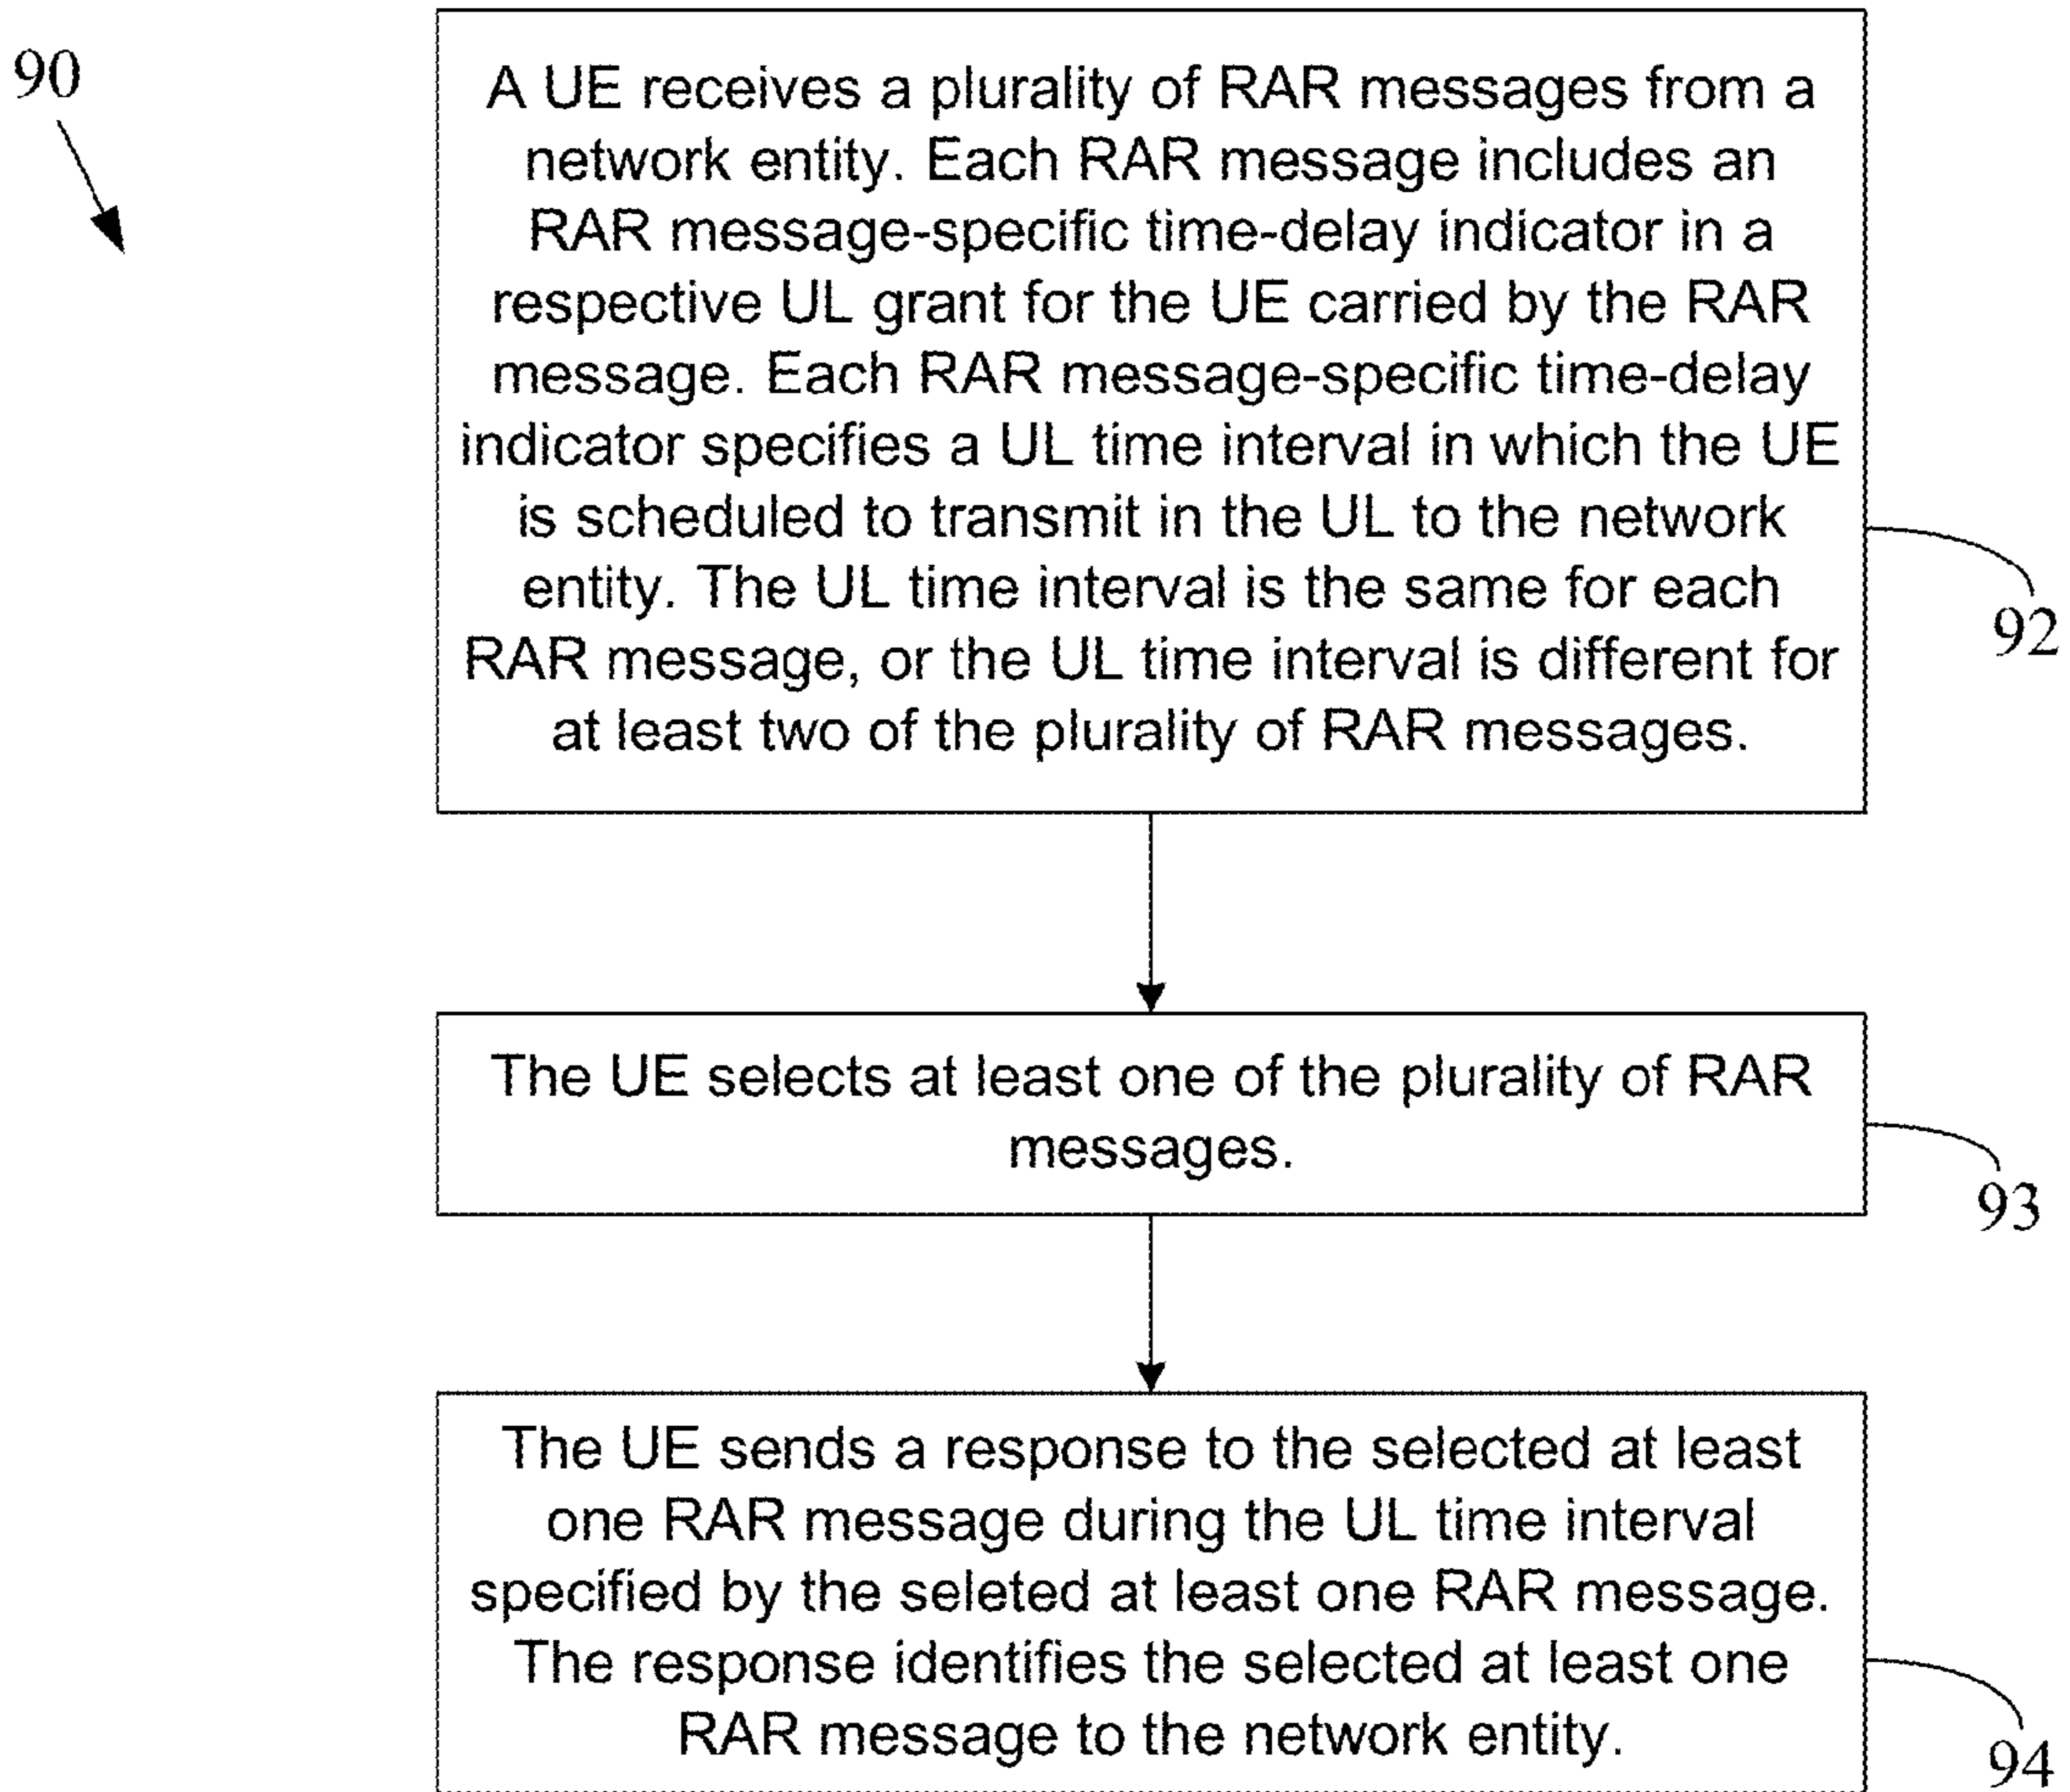 90
A UE receives a plurality of RAR messages from a
network entity. Each RAR message includes an
RAR message-specific time-delay indicator in a
respective UL grant for the UE carried by the RAR
message. Each RAR message-specific time-delay
indicator specifies a UL time interval in which the UE
is scheduled to transmit in the UL to the network
entity. The UL time interval is the same for each
RAR message, or the UL time interval is different for
at least two of the plurality of RAR messages.
92
The UE selects at least one of the plurality of RAR
messages.
93
The UE sends a response to the selected at least
one RAR message during the UL time interval
specified by the seleted at least one RAR message.
The response identifies the selected at least one
RAR message to the network entity.
94